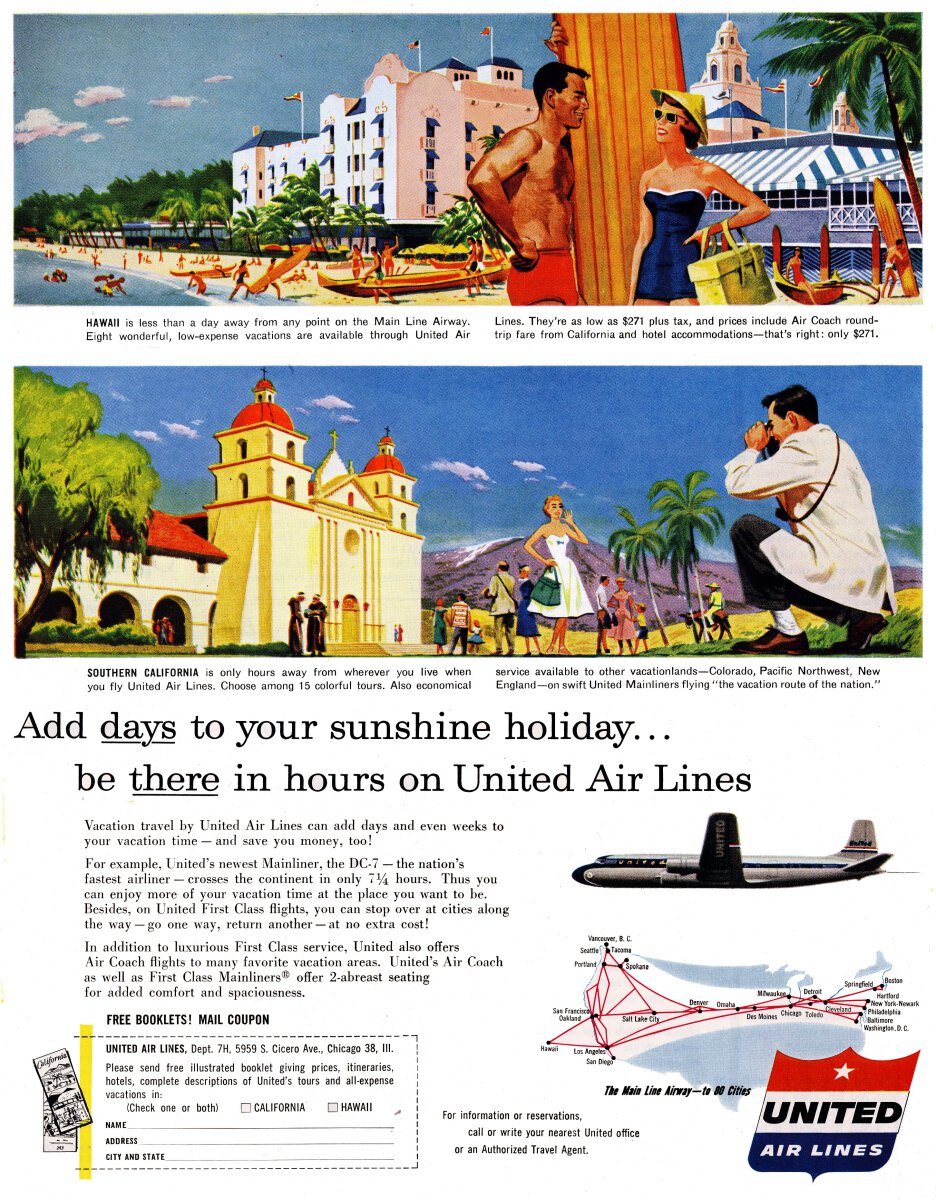 HAWAII is less than a day away from any point on the Main Line Airway.
Eight wonderful, low-expense vacations are available through United Air
Lines. They're as low as $271 plus tax, and prices include Air Coach round-
trip fare from California and hotel accommodations—that's right: only $271.
SOUTHERN CALIFORNIA is only hours away from wherever you live when
you fly United Air Lines. Choose among 15 colorful tours. Also economical
service available to other vacationlands—Colorado, Pacific Northwest, New
England—on swift United Mainliners flying "the vacation route of the nation."
Add days to your sunshine holiday...
be there in hours on United Air Lines
Vacation travel by United Air Lines can add days and even weeks to
your vacation time — and save you money, too!
For example, United's newest Mainliner, the DC-7 — the nation's
fastest airliner — crosses the continent in only 7¼ hours. Thus you
can enjoy more of your vacation time at the place you want to be.
Besides, on United First Class flights, you can stop over at cities along
the way — go one way, return another — at no extra cost!
In addition to luxurious First Class service, United also offers
Air Coach flights to many favorite vacation areas. United's Air Coach
as well as First Class Mainliners® offer 2-abreast seating
for added comfort and spaciousness.
UNITED
United
United
Vancouver, B. C.
Seattle
Tacoma
Portland
Spokane
San Francisco
Oakland
Salt Lake City
Denver
Omaha
Des Moines
Milwaukee
Chicago
Detroit
Toledo
Cleveland
Springfield
Boston
Hartford
New York-Newark
Philadelphia
Baltimore
Washington, D. C.
Hawaii
Los Angeles
San Diego
The Main Line Airway—to 80 Cities
FREE BOOKLETS! MAIL COUPON
California
UNITED AIR LINES, Dept. 7H, 5959 S. Cicero Ave., Chicago 38, Ill.
Please send free illustrated booklet giving prices, itineraries,
hotels, complete descriptions of United's tours and all-expense
vacations in:
(Check one or both) CALIFORNIA HAWAII
NAME
ADDRESS
CITY AND STATE
For information or reservations,
call or write your nearest United office
or an Authorized Travel Agent.
UNITED
AIR LINES